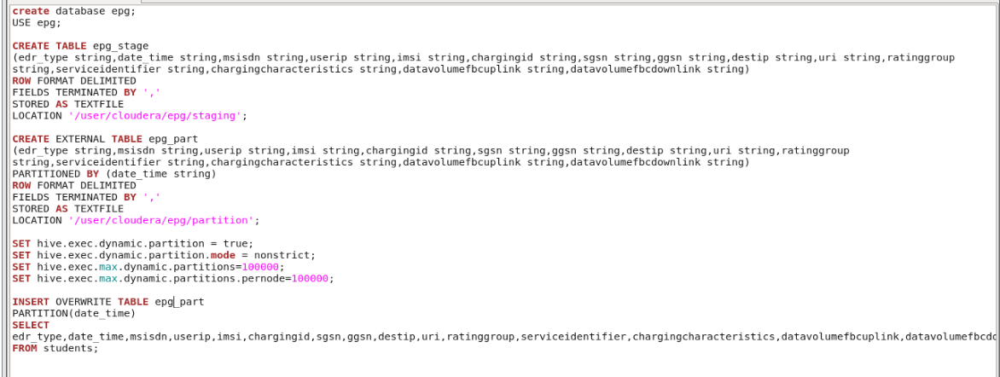 create database epg;
USE epg;
CREATE TABLE epg_stage
(edr_type string,date_time string,msisdn string,userip string,imsi string,chargingid string,sgsn string,ggsn string,destip string,uri string,ratinggroup
string,serviceidentifier string,chargingcharacteristics string,datavolumefbcuplink string,datavolumefbcdownlink string)
ROW FORMAT DELIMITED
FIELDS TERMINATED BY ','
STORED AS TEXTFILE
LOCATION '/user/cloudera/epg/staging';
CREATE EXTERNAL TABLE epg_part
(edr_type string,msisdn string,userip string,imsi string,chargingid string,sgsn string,ggsn string,destip string,uri string,ratinggroup
string,serviceidentifier string,chargingcharacteristics string,datavolumefbcuplink string,datavolumefbcdownlink string)
PARTITIONED BY (date_time string)
ROW FORMAT DELIMITED
FIELDS TERMINATED BY ','
STORED AS TEXTFILE
LOCATION '/user/cloudera/epg/partition';
SET hive.exec.dynamic.partition = true;
SET hive.exec.dynamic.partition.mode = nonstrict;
SET hive.exec.max.dynamic.partitions=100000;
SET hive.exec.max.dynamic.partitions.pernode=100000;
INSERT OVERWRITE TABLE epg_part
PARTITION(date_time)
SELECT
edr_type,date_time,msisdn,userip,imsi,chargingid,sgsn,ggsn,destip,uri,ratinggroup,serviceidentifier,chargingcharacteristics,datavolumefbcuplink,datavolumefbcdo
FROM students;